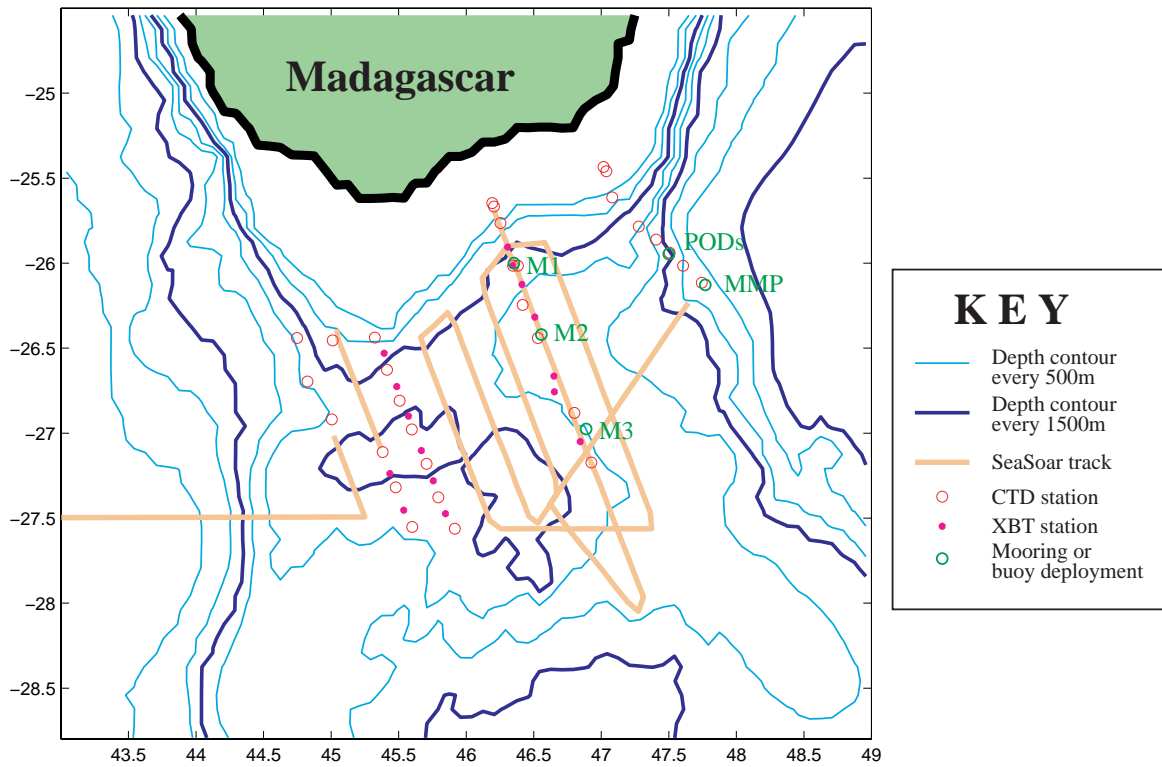 Madagascar
−25
−25.5
−26
−26.5
−27
−27.5
−28
−28.5
43.5 44 44.5 45 45.5 46 46.5 47 47.5 48 48.5 49
PODs
MMP
M1
M2
M3
KEY
Depth contour
every 500m
Depth contour
every 1500m
SeaSoar track
CTD station
XBT station
Mooring or
buoy deployment